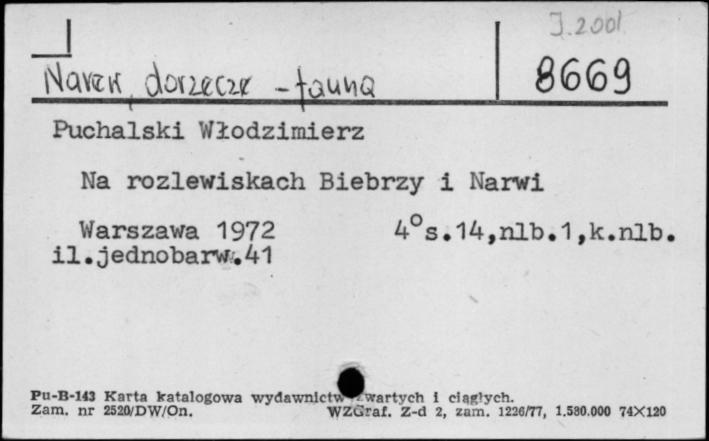 J.2001
Narew, dorzecze - fauna
8669
Puchalski Włodzimierz
Na rozlewiskach Biebrzy i Narwi
Warszawa 1972 4°s.14,nlb.1,k.nlb.
il.jednobarw.41
Pu-B-143 Karta katalogowa wydawnictw zwartych i ciągłych.
Zam. nr 2520/DW/On. WZGraf. Z-d 2, zam. 1226/77, 1.580.000 74×120